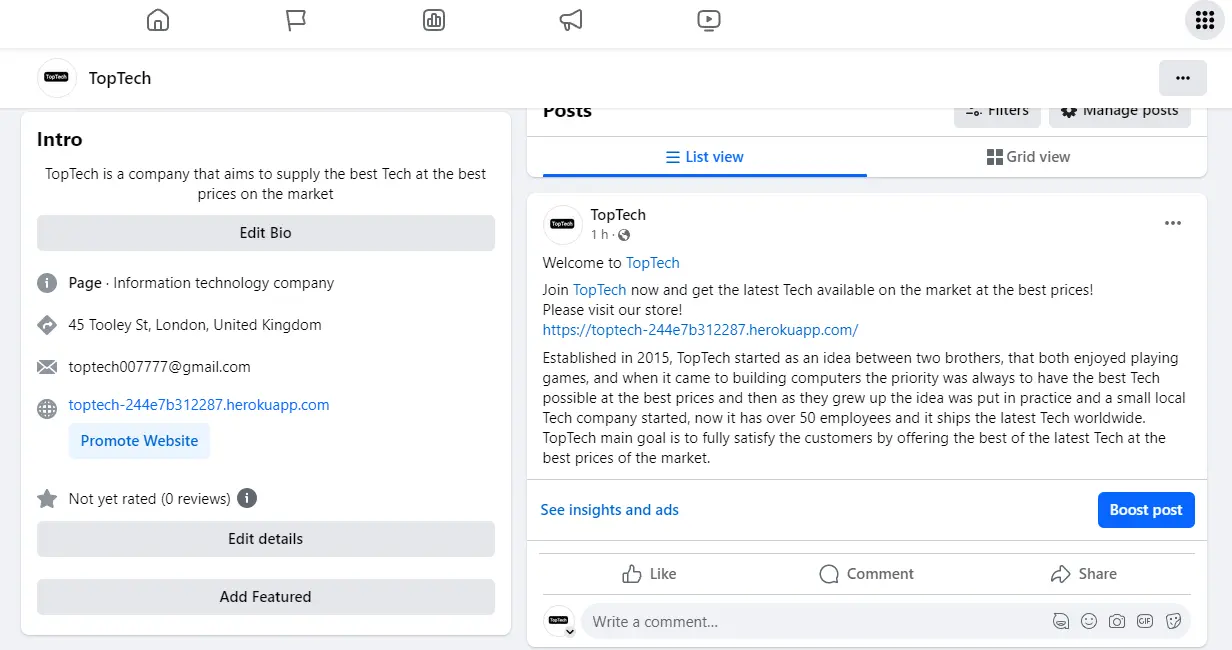 TopTech
TopTech
Intro
TopTech is a company that aims to supply the best Tech at the best
prices on the market
Edit Bio
Page · Information technology company
45 Tooley St, London, United Kingdom
toptech007777@gmail.com
toptech-244e7b312287.herokuapp.com
Promote Website
Not yet rated (0 reviews)
Edit details
Add Featured
Posts
Filters
Manage posts
List view
Grid view
TopTech
TopTech
1 h ·
Welcome to TopTech
Join TopTech now and get the latest Tech available on the market at the best prices!
Please visit our store!
https://toptech-244e7b312287.herokuapp.com/
Established in 2015, TopTech started as an idea between two brothers, that both enjoyed playing
games, and when it came to building computers the priority was always to have the best Tech
possible at the best prices and then as they grew up the idea was put in practice and a small local
Tech company started, now it has over 50 employees and it ships the latest Tech worldwide.
TopTech main goal is to fully satisfy the customers by offering the best of the latest Tech at the
best prices of the market.
See insights and ads
Boost post
Like
Comment
Share
TopTech
Write a comment...
GIF